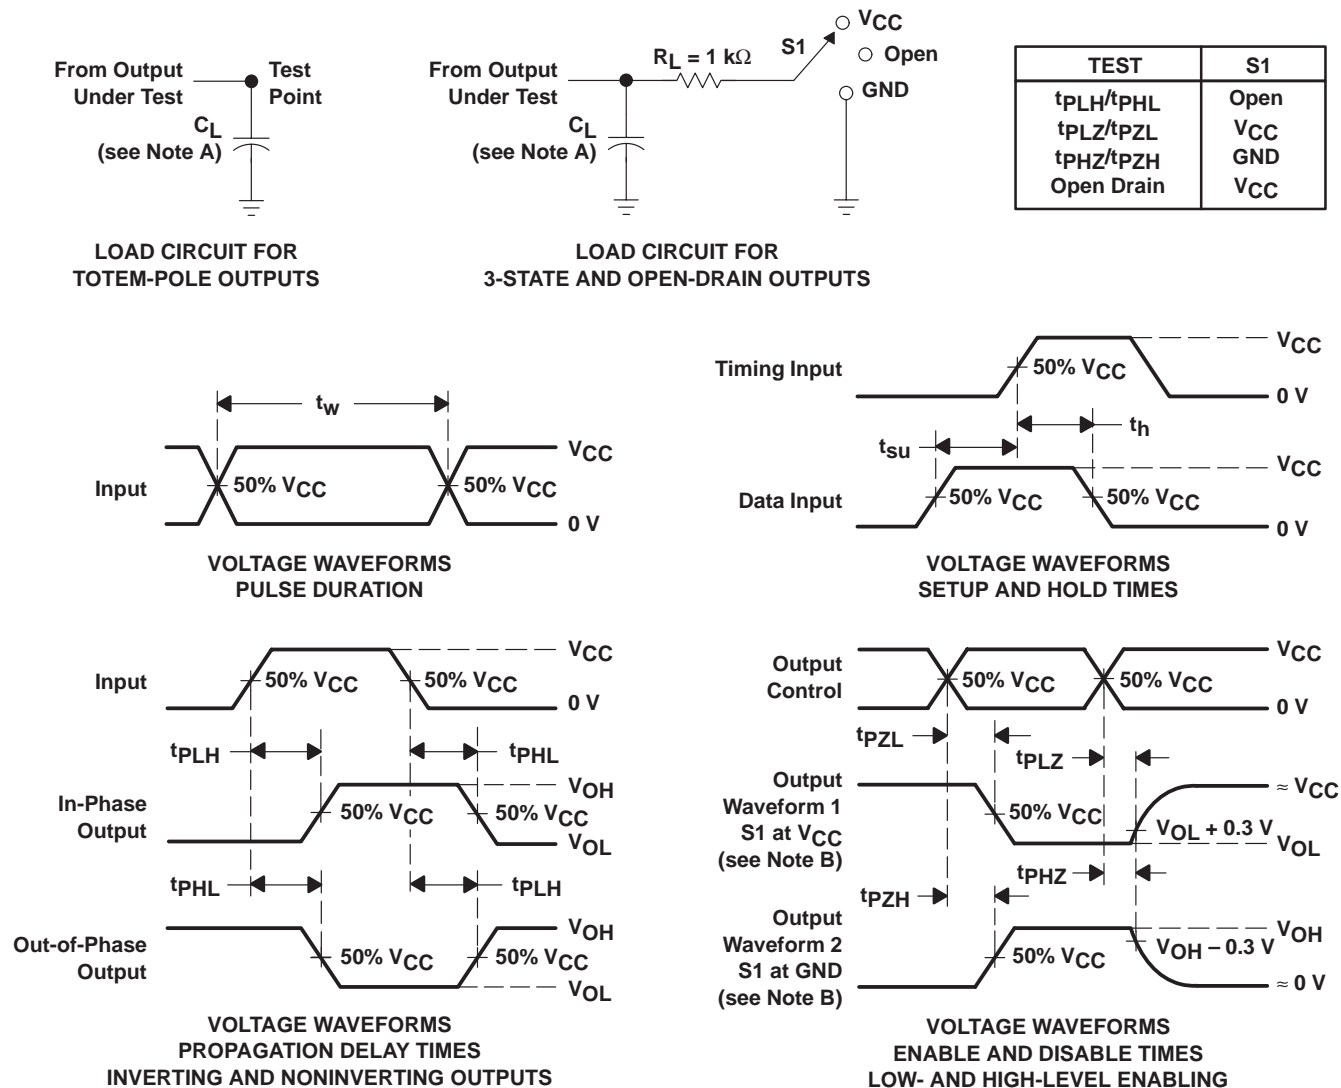 From Output
Under Test
Test
Point
CL
(see Note A)
LOAD CIRCUIT FOR
TOTEM-POLE OUTPUTS
From Output
Under Test
RL = 1 kΩ
S1
VCC
Open
GND
CL
(see Note A)
LOAD CIRCUIT FOR
3-STATE AND OPEN-DRAIN OUTPUTS
TEST S1
tPLH/tPHL Open
tPLZ/tPZL VCC
tPHZ/tPZH GND
Open Drain VCC
tw
Input
50% VCC
50% VCC
VCC
0 V
VOLTAGE WAVEFORMS
PULSE DURATION
Timing Input
50% VCC
VCC
0 V
tsu
th
Data Input
50% VCC
50% VCC
VCC
0 V
VOLTAGE WAVEFORMS
SETUP AND HOLD TIMES
Input
50% VCC
50% VCC
VCC
0 V
tPLH
tPHL
In-Phase
Output
50% VCC
50% VCC
VOH
VOL
tPHL
tPLH
Out-of-Phase
Output
50% VCC
50% VCC
VOH
VOL
VOLTAGE WAVEFORMS
PROPAGATION DELAY TIMES
INVERTING AND NONINVERTING OUTPUTS
Output
Control
50% VCC
50% VCC
VCC
0 V
tPZL
tPLZ
Output
Waveform 1
S1 at VCC
(see Note B)
50% VCC
VOL + 0.3 V
≈ VCC
VOL
tPZH
tPHZ
Output
Waveform 2
S1 at GND
(see Note B)
50% VCC
VOH − 0.3 V
VOH
≈ 0 V
VOLTAGE WAVEFORMS
ENABLE AND DISABLE TIMES
LOW- AND HIGH-LEVEL ENABLING